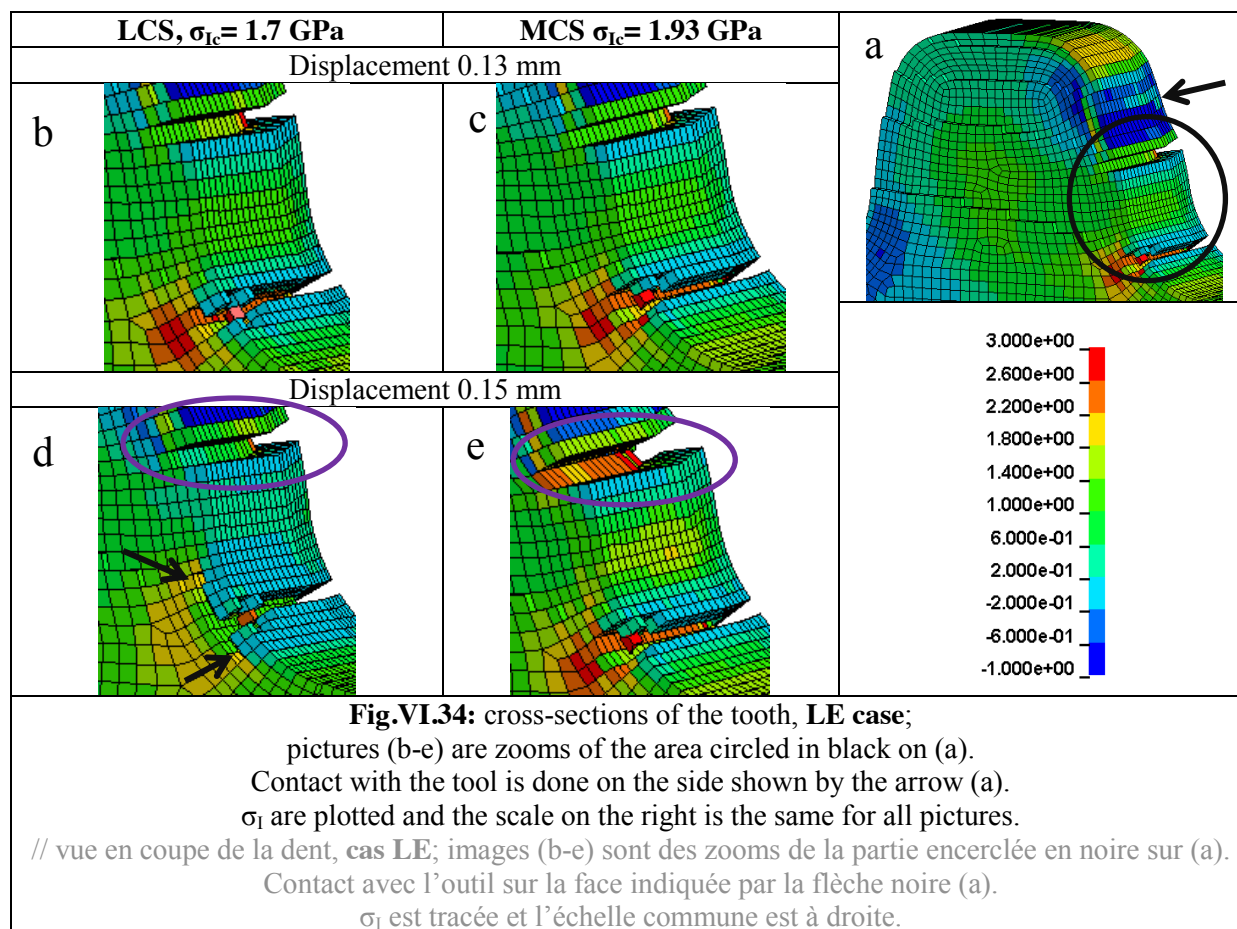 LCS, σIc= 1.7 GPa
MCS σIc= 1.93 GPa
a
Displacement 0.13 mm
b
c
Displacement 0.15 mm
d
e
3.000e+00
2.600e+00
2.200e+00
1.800e+00
1.400e+00
1.000e+00
6.000e-01
2.000e-01
-2.000e-01
-6.000e-01
-1.000e+00
Fig.VI.34: cross-sections of the tooth, LE case;
pictures (b-e) are zooms of the area circled in black on (a).
Contact with the tool is done on the side shown by the arrow (a).
σI are plotted and the scale on the right is the same for all pictures.
// vue en coupe de la dent, cas LE; images (b-e) sont des zooms de la partie encerclée en noire sur (a).
Contact avec l’outil sur la face indiquée par la flèche noire (a).
σI est tracée et l’échelle commune est à droite.